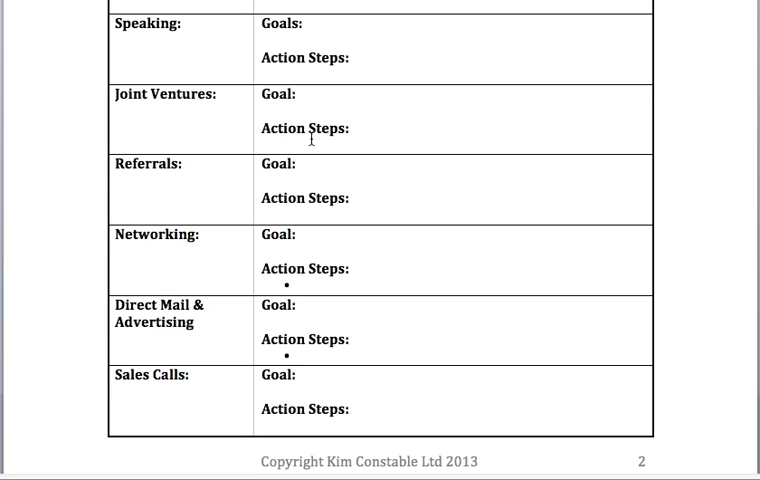 Speaking:
Goals:
Action Steps:
Joint Ventures:
Goal:
Action Steps:
Referrals:
Goal:
Action Steps:
Networking:
Goal:
Action Steps:
•
Direct Mail &
Advertising
Goal:
Action Steps:
•
Sales Calls:
Goal:
Action Steps:
Copyright Kim Constable Ltd 2013
2